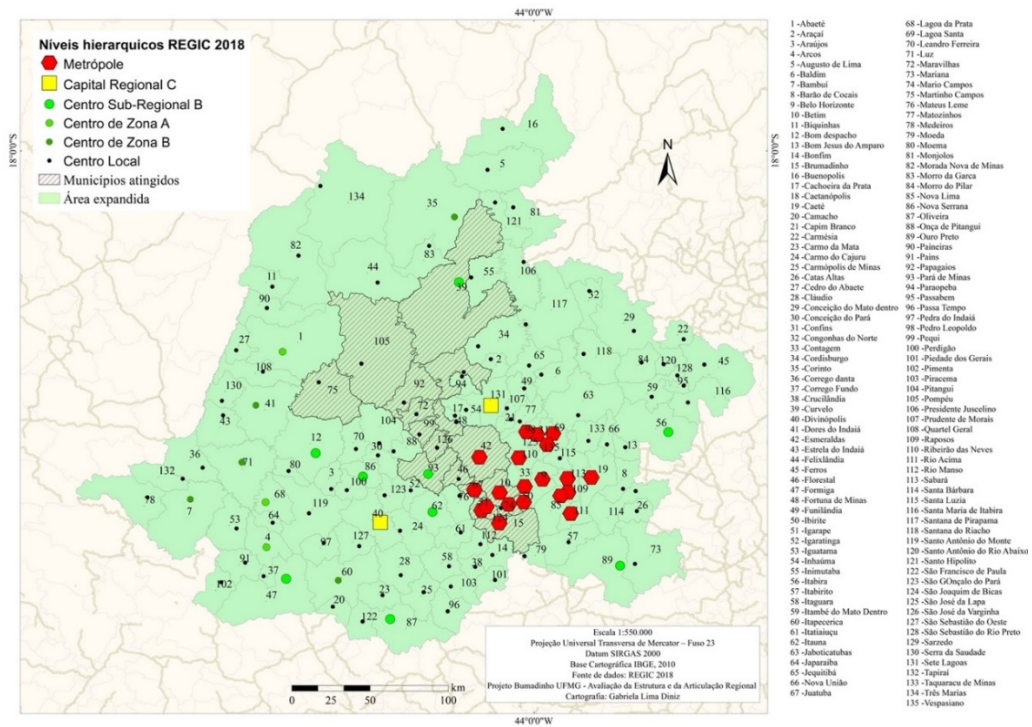 44°0'0"W
Níveis hierarquicos REGIC 2018
Metrópole
Capital Regional C
Centro Sub-Regional B
Centro de Zona A
Centro de Zona B
Centro Local
Municípios atingidos
Área expandida
N
Escala 1:550.000
Projeção Universal Transversa de Mercator – Fuso 23
Datum SIRGAS 2000
Base Cartográfica IBGE, 2010
Fonte de dados: REGIC 2018
Projeto Bumadinho UFMG - Avaliação da Estrutura e da Articulação Regional
Cartografia: Gabriela Lima Diniz
0 50 100
km
44°0'0"W
1 -Abaeté
2 -Araçaí
3 -Araújos
4 -Arcos
5 -Augusto de Lima
6 -Baldim
7 -Bambuí
8 -Barão de Cocais
9 -Belo Horizonte
10 -Betim
11 -Biquinhas
12 -Bom despacho
13 -Bom Jesus do Amparo
14 -Bonfim
15 -Brumadinho
16 -Buenopolis
17 -Cachoeira da Prata
18 -Caetanópolis
19 -Caeté
20 -Camacho
21 -Capim Branco
22 -Carmésia
23 -Carmo da Mata
24 -Carmo do Cajuru
25 -Carmópolis de Minas
26 -Catas Altas
27 -Cedro do Abaete
28 -Cláudio
29 -Conceição do Mato dentro
30 -Conceição do Pará
31 -Confins
32 -Congonhas do Norte
33 -Contagem
34 -Cordisburgo
35 -Corinto
36 -Corrego danta
37 -Corrego Fundo
38 -Crucilândia
39 -Curvelo
40 -Divinópolis
41 -Dores do Indaiá
42 -Esmeraldas
43 -Estrela do Indaiá
44 -Felixlândia
45 -Ferros
46 -Florestal
47 -Formiga
48 -Fortuna de Minas
49 -Funilândia
50 -Ibirite
51 -Igarape
52 -Igaratinga
53 -Iguatama
54 -Inhaúma
55 -Inimutaba
56 -Itabira
57 -Itabirito
58 -Itaguara
59 -Itambé do Mato Dentro
60 -Itapecerica
61 -Itatiaiuçu
62 -Itauna
63 -Jaboticatubas
64 -Japaraiba
65 -Jequitibá
66 -Nova União
67 -Juatuba
68 -Lagoa da Prata
69 -Lagoa Santa
70 -Leandro Ferreira
71 -Luz
72 -Maravilhas
73 -Mariana
74 -Mario Campos
75 -Martinho Campos
76 -Mateus Leme
77 -Matozinhos
78 -Medeiros
79 -Moeda
80 -Moema
81 -Monjolos
82 -Morada Nova de Minas
83 -Morro da Garca
84 -Morro do Pilar
85 -Nova Lima
86 -Nova Serrana
87 -Oliveira
88 -Onça de Pitangui
89 -Ouro Preto
90 -Paineiras
91 -Pains
92 -Papagaios
93 -Pará de Minas
94 -Paraopeba
95 -Passabem
96 -Passa Tempo
97 -Pedra do Indaiá
98 -Pedro Leopoldo
99 -Pequi
100 -Perdigão
101 -Piedade dos Gerais
102 -Pimenta
103 -Piracema
104 -Pitangui
105 -Pompéu
106 -Presidente Juscelino
107 -Prudente de Morais
108 -Quartel Geral
109 -Raposos
110 -Ribeirão das Neves
111 -Rio Acima
112 -Rio Manso
113 -Sabará
114 -Santa Bárbara
115 -Santa Luzia
116 -Santa Maria de Itabira
117 -Santana de Pirapama
118 -Santana do Riacho
119 -Santo Antônio do Monte
120 -Santo Antônio do Rio Abaixo
121 -Santo Hipolito
122 -São Francisco de Paula
123 -São GOnçalo do Pará
124 -São Joaquim de Bicas
125 -São José da Lapa
126 -São José da Varginha
127 -São Sebastião do Oeste
128 -São Sebastião do Rio Preto
129 -Sarzedo
130 -Serra da Saudade
131 -Sete Lagoas
132 -Tapiraí
133 -Taquaracu de Minas
134 -Três Marias
135 -Vespasiano